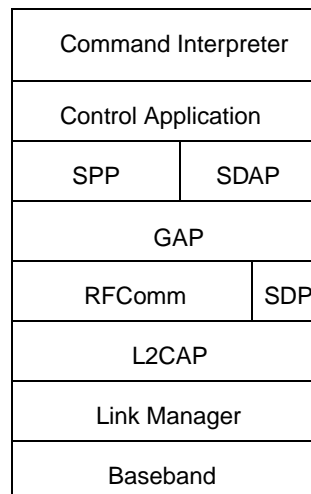 Command Interpreter
Control Application
SPP SDAP
GAP
RFComm SDP
L2CAP
Link Manager
Baseband